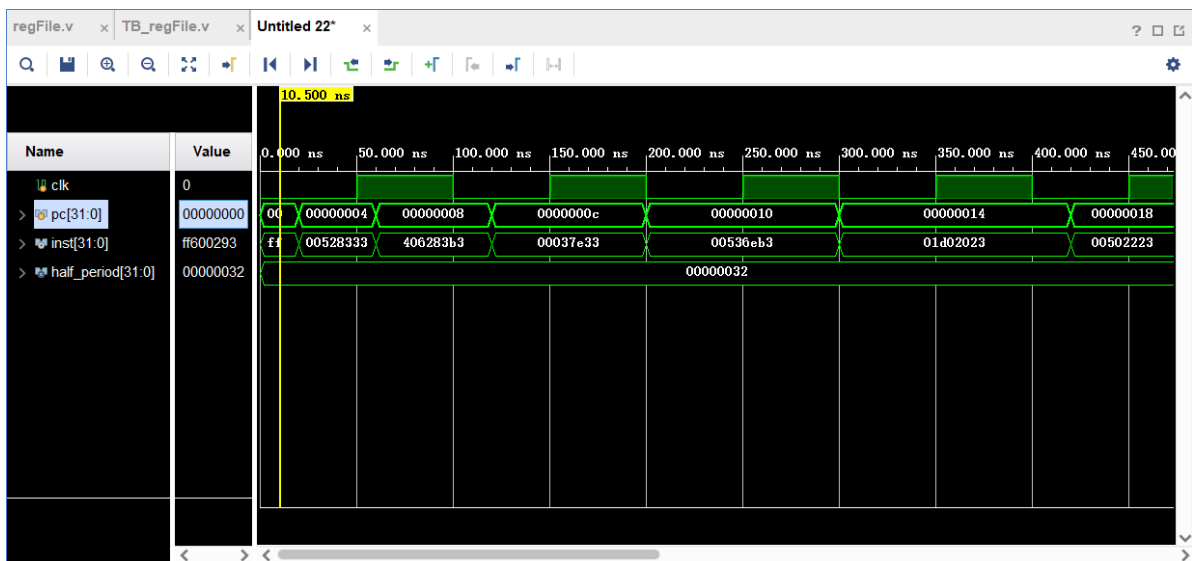 regFile.v × TB_regFile.v × Untitled 22* × ?
10.500 ns
Name Value 0.000 ns 50.000 ns 100.000 ns 150.000 ns 200.000 ns 250.000 ns 300.000 ns 350.000 ns 400.000 ns 450.00
clk 0
pc[31:0] 00000000 00 00000004 00000008 0000000c 00000010 00000014 00000018
inst[31:0] ff600293 ff 00528333 406283b3 00037e33 00536eb3 01d02023 00502223
half_period[31:0] 00000032 00000032